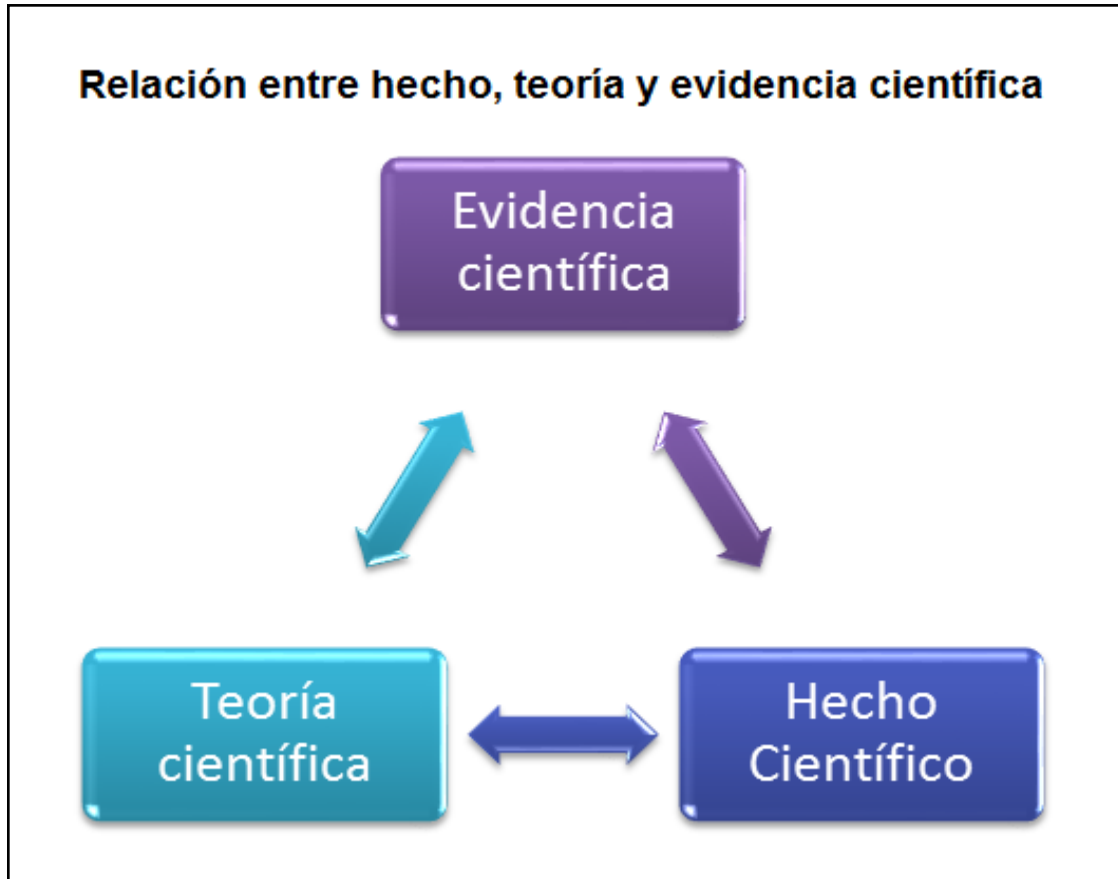 Relación entre hecho, teoría y evidencia científica
Evidencia
científica
Teoría
científica
Hecho
Científico